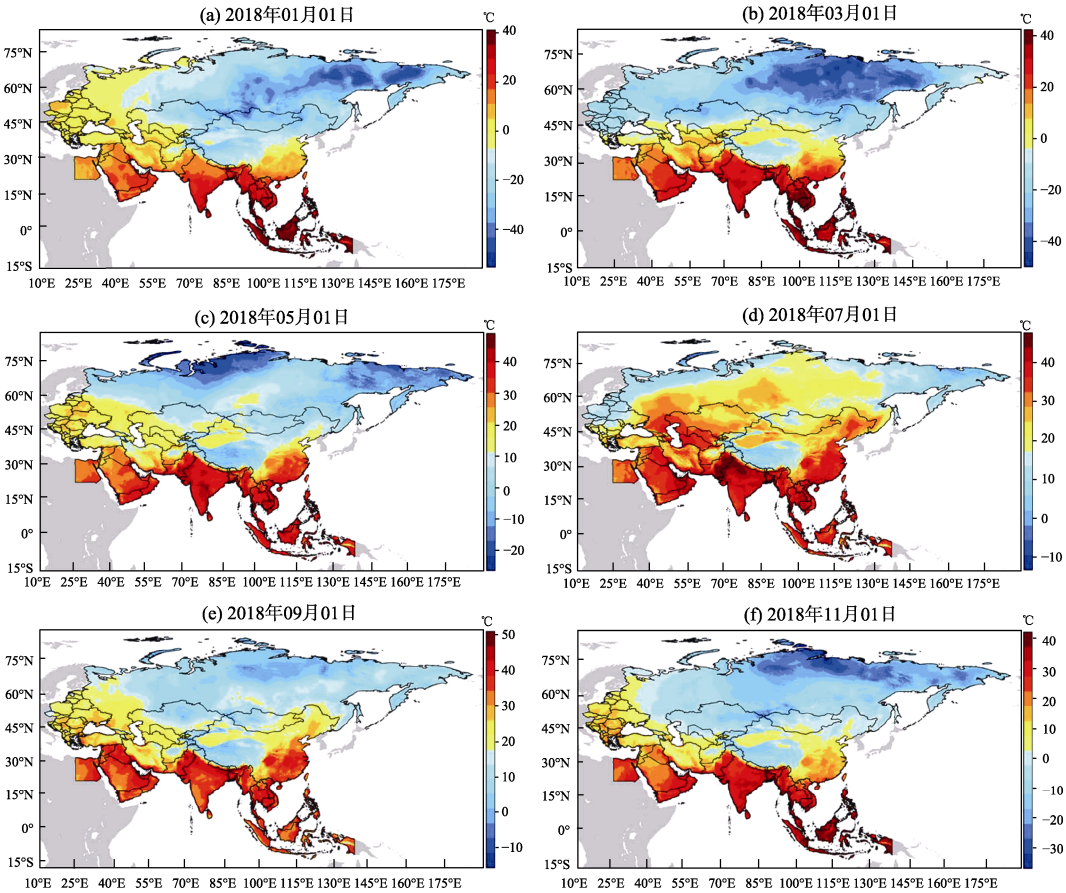 (a) 2018年01月01日
℃
40
20
0
−20
−40
75°N
60°N
45°N
30°N
15°N
0°
15°S
10°E 25°E 40°E 55°E 70°E 85°E 100°E 115°E 130°E 145°E 160°E 175°E
(b) 2018年03月01日
℃
40
20
0
−20
−40
75°N
60°N
45°N
30°N
15°N
0°
15°S
10°E 25°E 40°E 55°E 70°E 85°E 100°E 115°E 130°E 145°E 160°E 175°E
(c) 2018年05月01日
℃
40
30
20
10
0
−10
−20
75°N
60°N
45°N
30°N
15°N
0°
15°S
10°E 25°E 40°E 55°E 70°E 85°E 100°E 115°E 130°E 145°E 160°E 175°E
(d) 2018年07月01日
℃
40
30
20
10
0
−10
75°N
60°N
45°N
30°N
15°N
0°
15°S
10°E 25°E 40°E 55°E 70°E 85°E 100°E 115°E 130°E 145°E 160°E 175°E
(e) 2018年09月01日
℃
50
40
30
20
10
0
−10
75°N
60°N
45°N
30°N
15°N
0°
15°S
10°E 25°E 40°E 55°E 70°E 85°E 100°E 115°E 130°E 145°E 160°E 175°E
(f) 2018年11月01日
℃
40
30
20
10
0
−10
−20
−30
75°N
60°N
45°N
30°N
15°N
0°
15°S
10°E 25°E 40°E 55°E 70°E 85°E 100°E 115°E 130°E 145°E 160°E 175°E